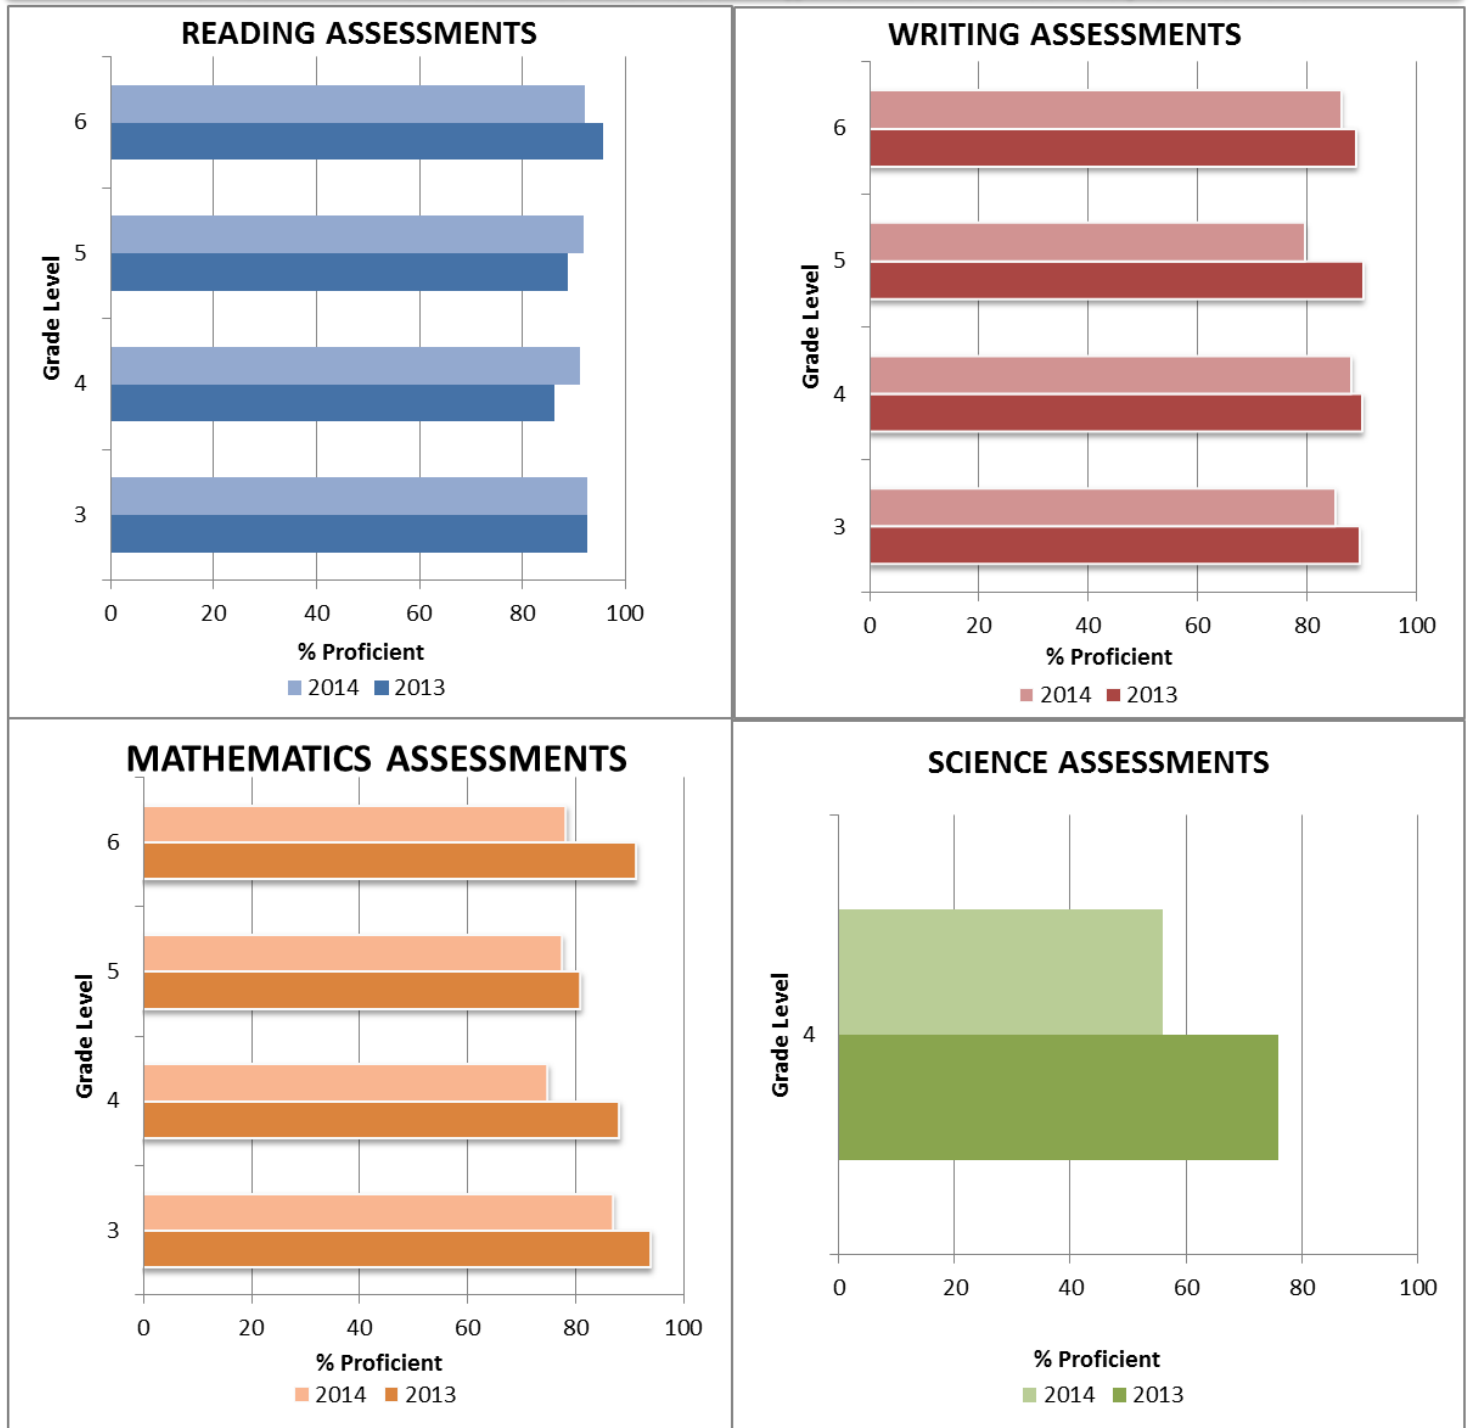 READING ASSESSMENTS
6
5
4
3
Grade Level
0 20 40 60 80 100
% Proficient
2014 2013
WRITING ASSESSMENTS
6
5
4
3
Grade Level
0 20 40 60 80 100
% Proficient
2014 2013
MATHEMATICS ASSESSMENTS
6
5
4
3
Grade Level
0 20 40 60 80 100
% Proficient
2014 2013
SCIENCE ASSESSMENTS
4
Grade Level
0 20 40 60 80 100
% Proficient
2014 2013